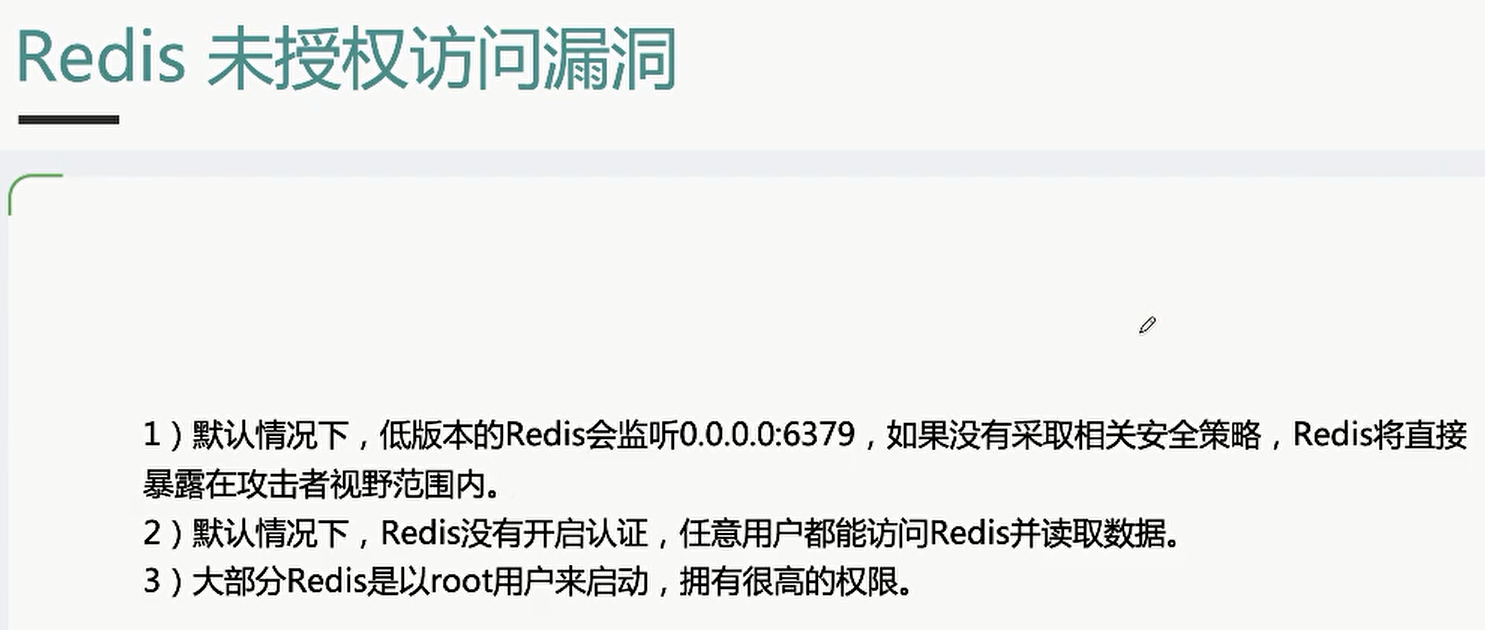 Redis 未授权访问漏洞
1）默认情况下，低版本的Redis会监听0.0.0.0:6379，如果没有采取相关安全策略，Redis将直接
暴露在攻击者视野范围内。
2）默认情况下，Redis没有开启认证，任意用户都能访问Redis并读取数据。
3）大部分Redis是以root用户来启动，拥有很高的权限。